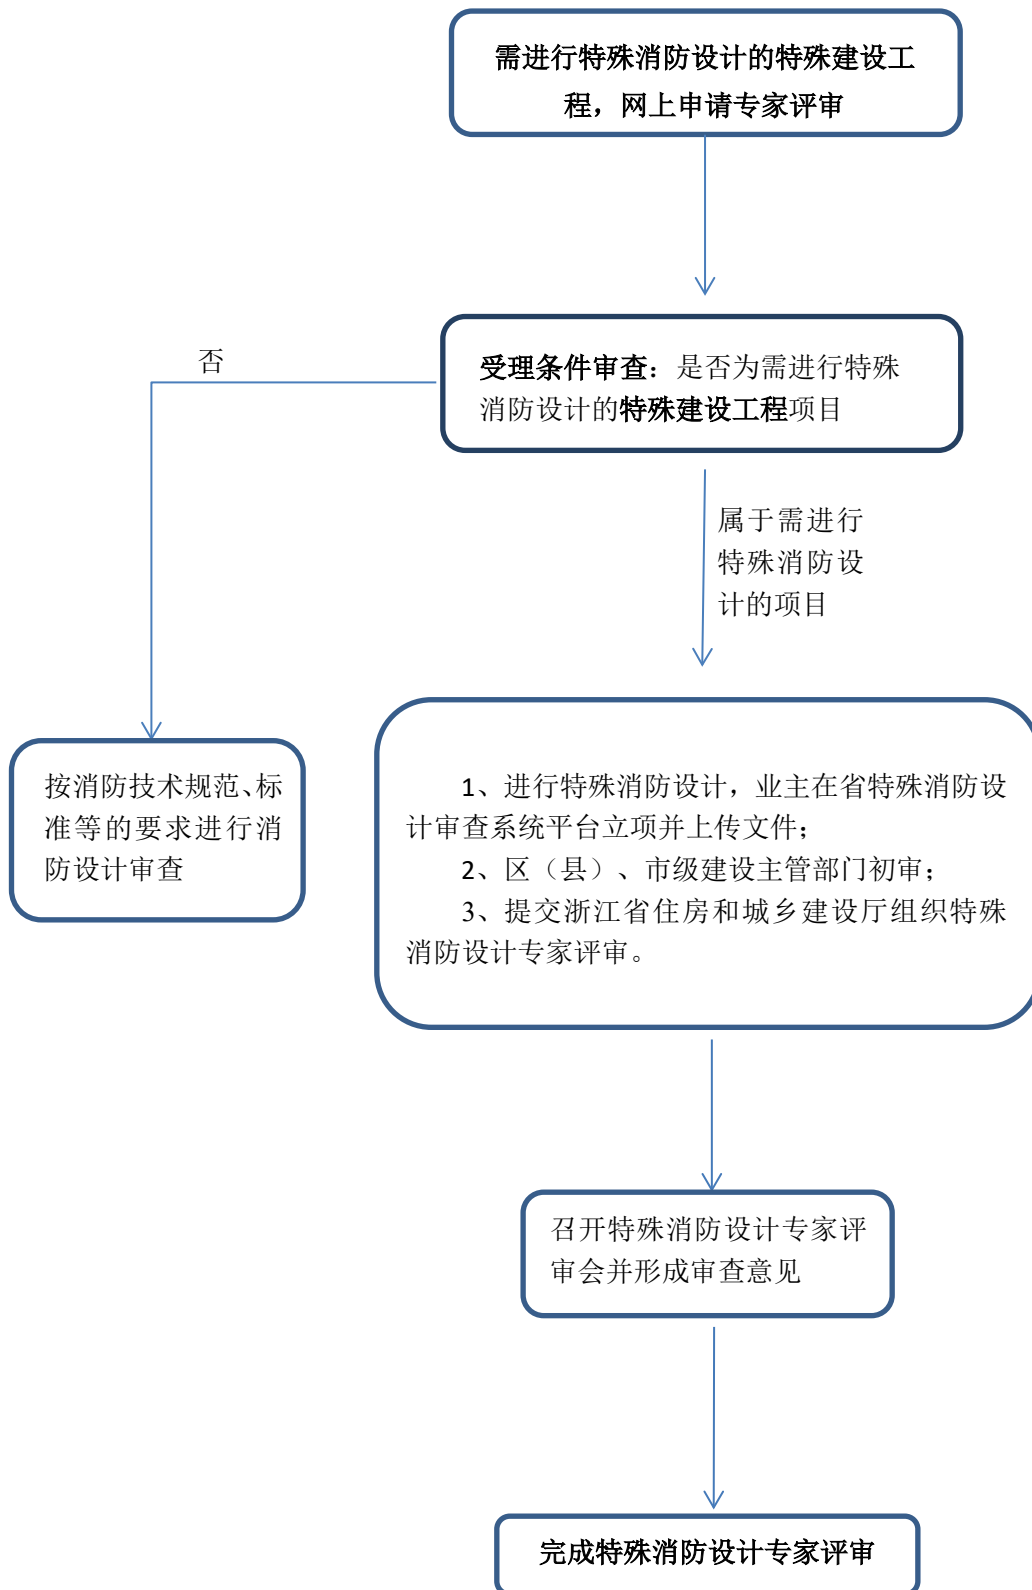 需进行特殊消防设计的特殊建设工
程，网上申请专家评审
否
受理条件审查：是否为需进行特殊
消防设计的特殊建设工程项目
属于需进行
特殊消防设
计的项目
按消防技术规范、标
准等的要求进行消
防设计审查
1、进行特殊消防设计，业主在省特殊消防设
计审查系统平台立项并上传文件；
2、区（县）、市级建设主管部门初审；
3、提交浙江省住房和城乡建设厅组织特殊
消防设计专家评审。
召开特殊消防设计专家评
审会并形成审查意见
完成特殊消防设计专家评审